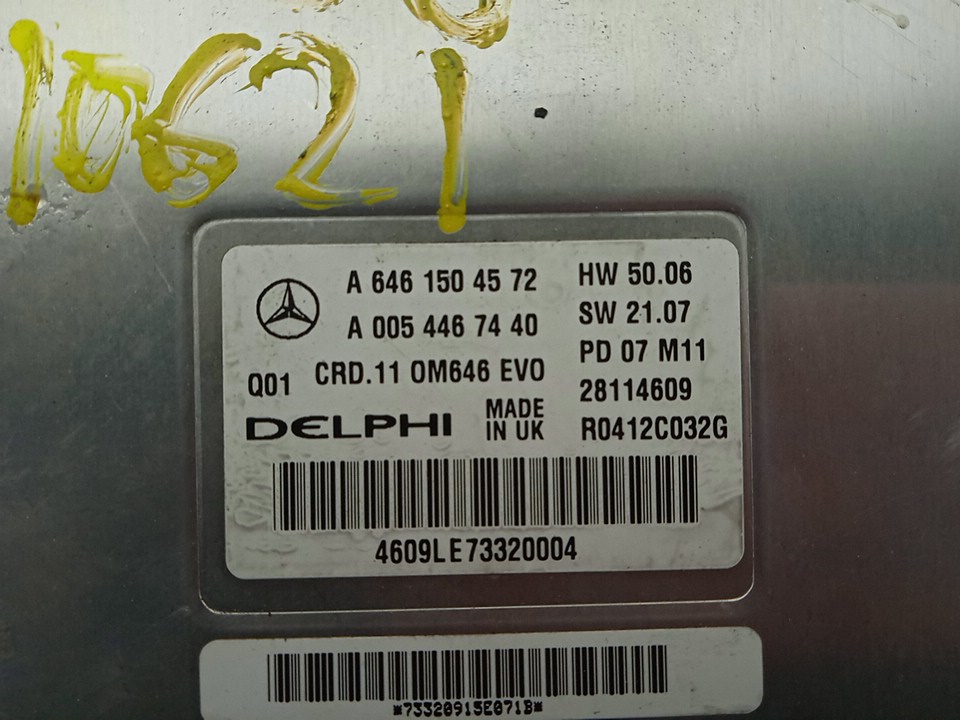 10621
A 646 150 45 72
A 005 446 74 40
Q01 CRD.11 OM646 EVO
DELPHI MADE IN UK
HW 50.06
SW 21.07
PD 07 M11
28114609
R0412C032G
4609LE73320004
*73320915E071B*